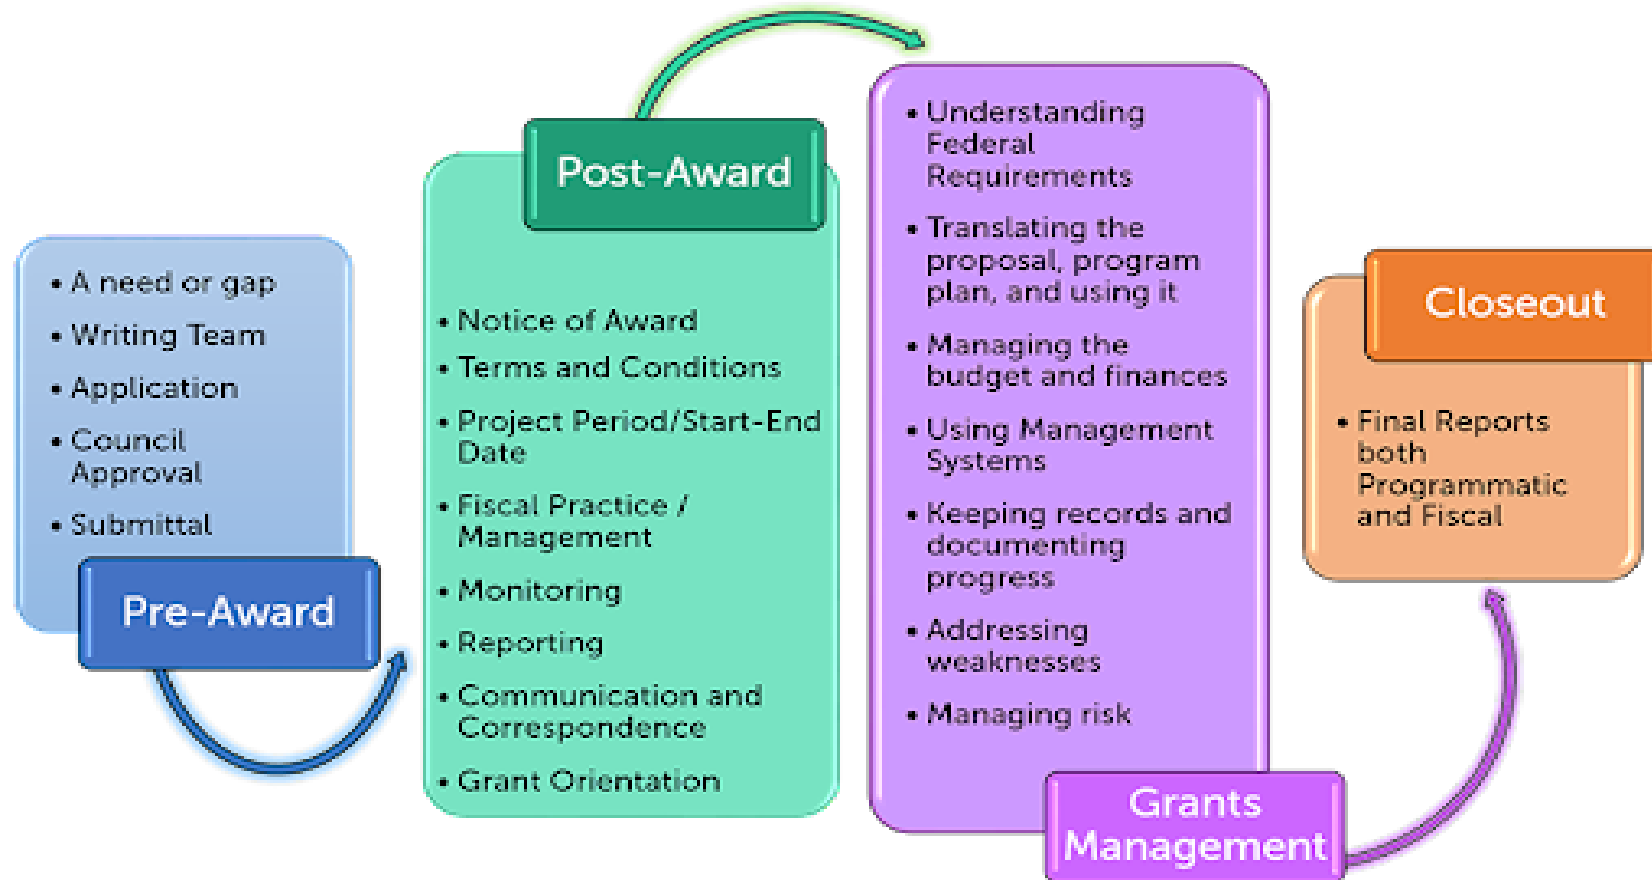 • A need or gap
• Writing Team
• Application
• Council
Approval
• Submittal
Pre-Award
Post-Award
• Notice of Award
• Terms and Conditions
• Project Period/Start-End
Date
• Fiscal Practice /
Management
• Monitoring
• Reporting
• Communication and
Correspondence
• Grant Orientation
• Understanding
Federal
Requirements
• Translating the
proposal, program
plan, and using it
• Managing the
budget and finances
• Using Management
Systems
• Keeping records and
documenting
progress
• Addressing
weaknesses
• Managing risk
Grants
Management
Closeout
• Final Reports
both
Programmatic
and Fiscal